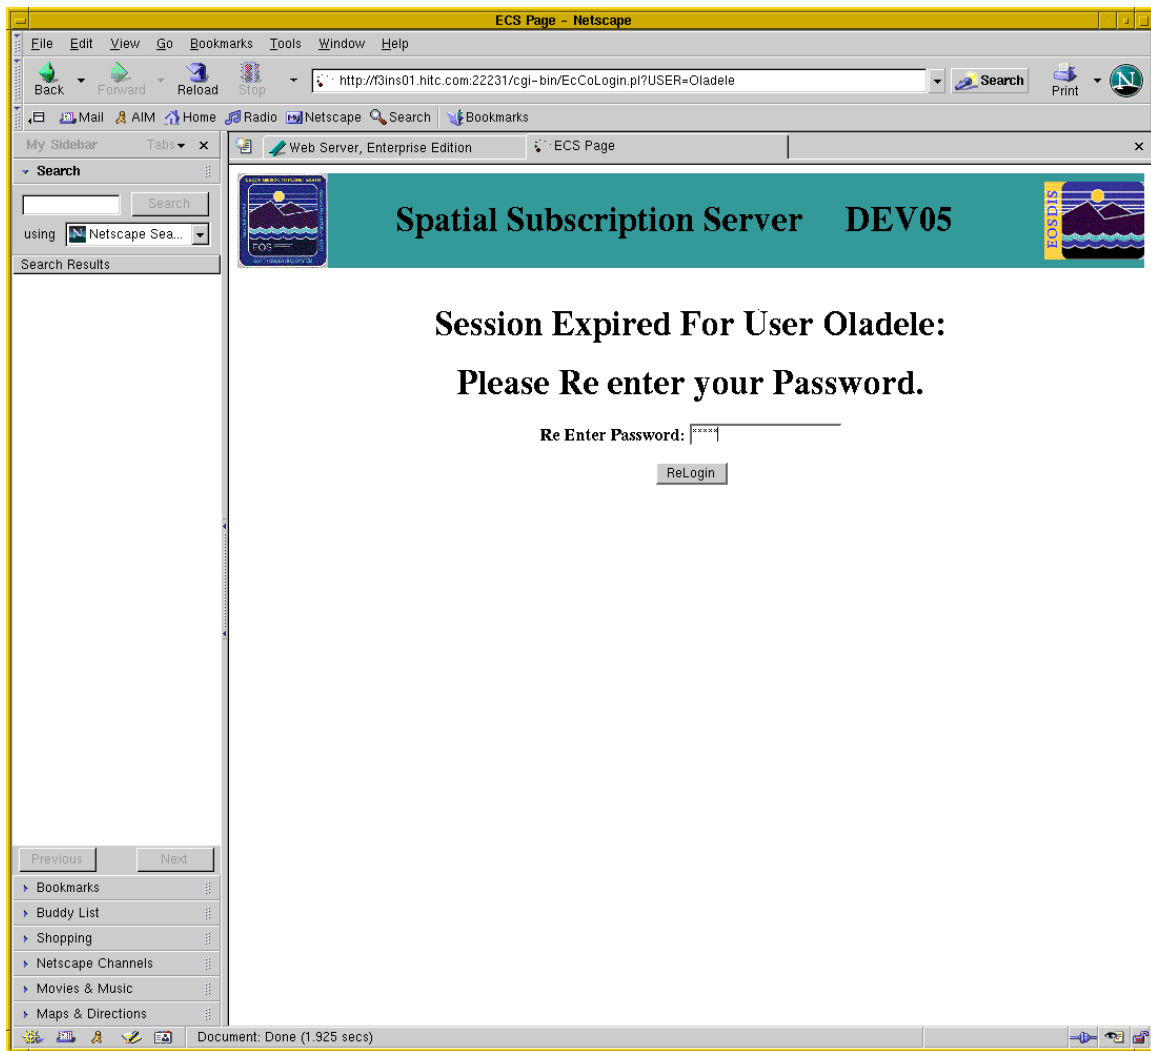 ECS Page - Netscape
File Edit View Go Bookmarks Tools Window Help
Back Forward Reload Stop http://f3ins01.hitc.com:22231/cgi-bin/EcCoLogin.pl?USER=Oladele Search Print N
Mail AIM Home Radio Netscape Search Bookmarks
My Sidebar Tabs x
Web Server, Enterprise Edition ECS Page x
Search
Search
using N Netscape Sea...
Search Results
EOS
Spatial Subscription Server DEV05
EOSDIS
Session Expired For User Oladele:
Please Re enter your Password.
Re Enter Password: *****
ReLogin
Previous Next
Bookmarks
Buddy List
Shopping
Netscape Channels
Movies & Music
Maps & Directions
Document: Done (1.925 secs)